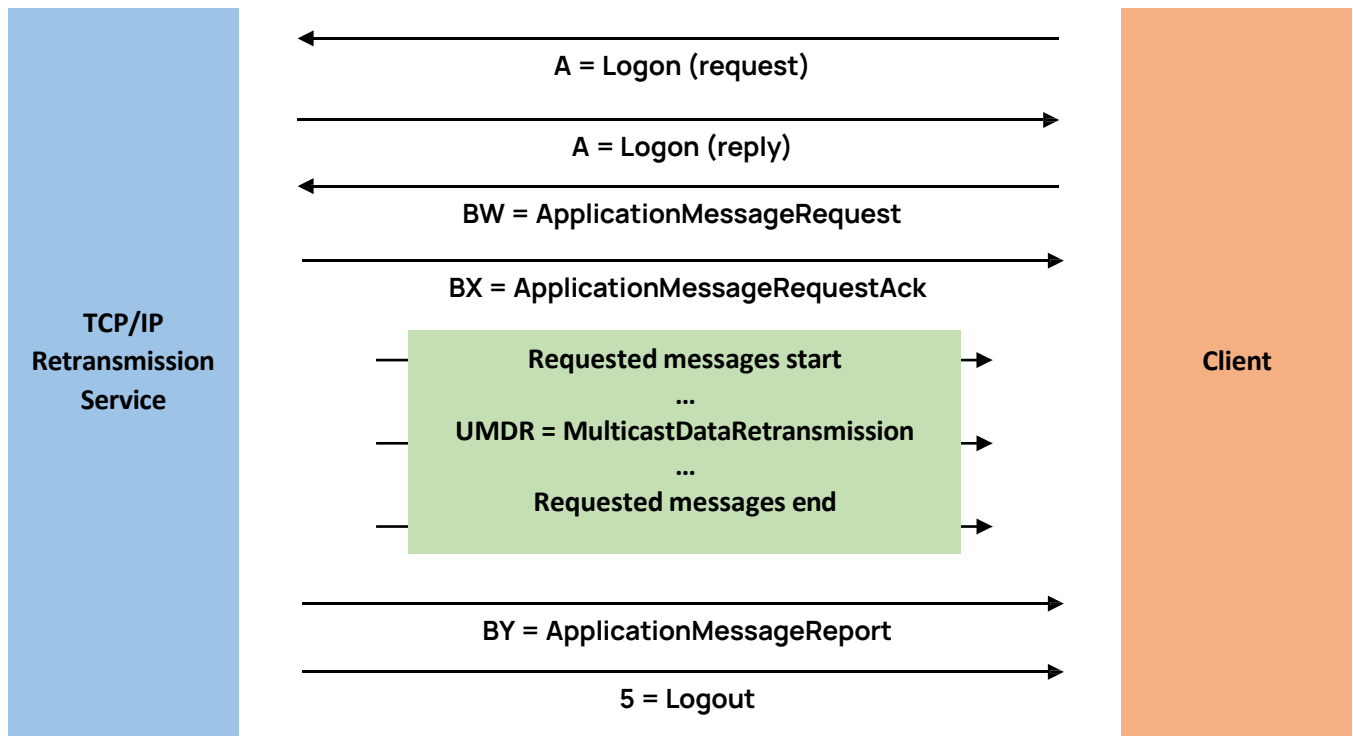 A = Logon (request)
A = Logon (reply)
BW = ApplicationMessageRequest
BX = ApplicationMessageRequestAck
TCP/IP
Retransmission
Service
Requested messages start
...
UMDR = MulticastDataRetransmission
...
Requested messages end
Client
BY = ApplicationMessageReport
5 = Logout